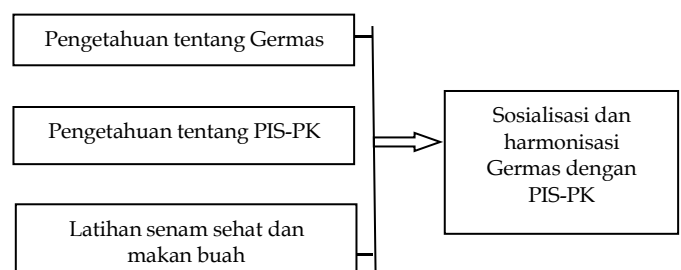 Pengetahuan tentang Germas
Pengetahuan tentang PIS-PK
Latihan senam sehat dan
makan buah
Sosialisasi dan
harmonisasi
Germas dengan
PIS-PK